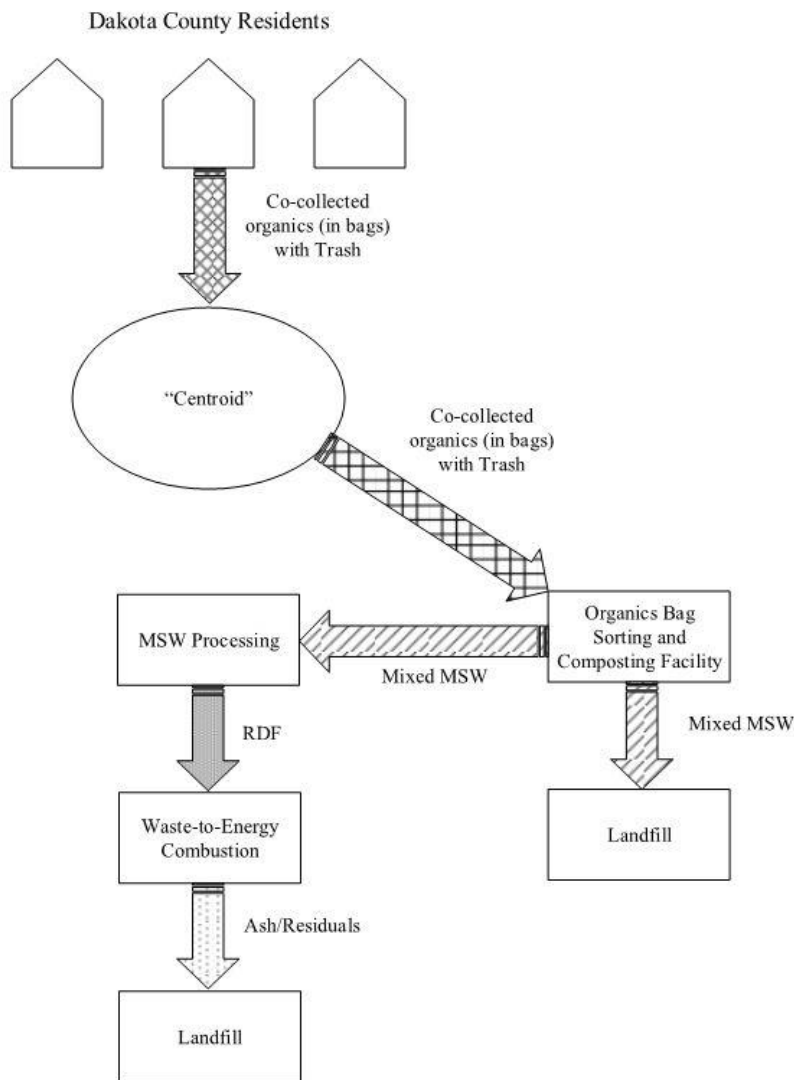 Dakota County Residents
Co-collected
organics (in bags)
with Trash
“Centroid”
Co-collected
organics (in bags)
with Trash
Organics Bag
Sorting and
Composting Facility
MSW Processing
Mixed MSW
Mixed MSW
RDF
Waste-to-Energy
Combustion
Landfill
Ash/Residuals
Landfill